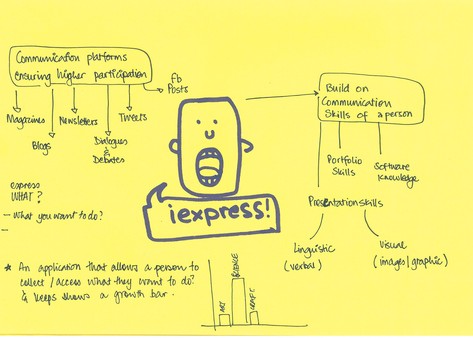 Communication platforms
ensuring higher participation
fb
Posts
Magazines
Blogs
Newsletters
Dialogues
&
Debates
Tweets
Build on
Communication
Skills of a person
Portfolio
Skills
Software
Knowledge
Presentation skills
Linguistic
(verbal)
Visual
(images/graphic)
iexpress!
express
WHAT?
- What you want to do?
-
* An application that allows a person to
collect / access what they want to do?
& keeps shows a growth bar.
ART
SCIENCE
CRAFT